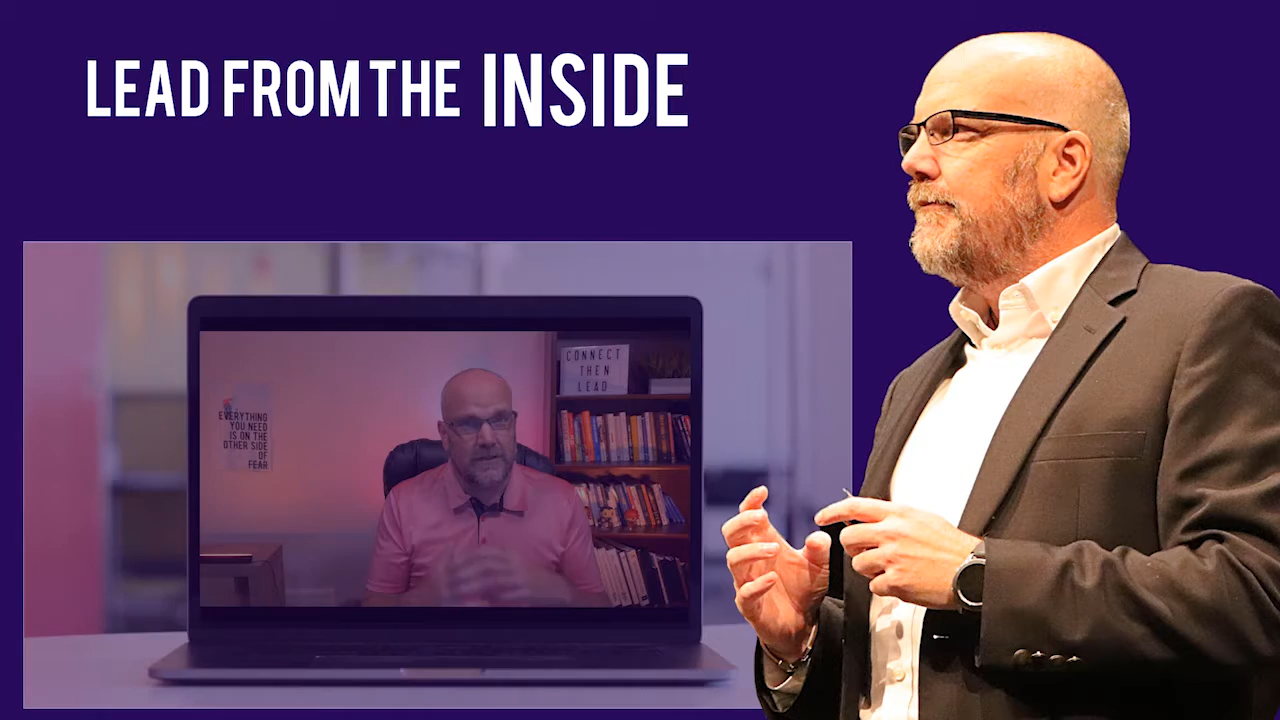 LEAD FROM THE INSIDE
CONNECT
THEN
LEAD
EVERYTHING
YOU NEED
IS ON THE
OTHER SIDE
OF
FEAR